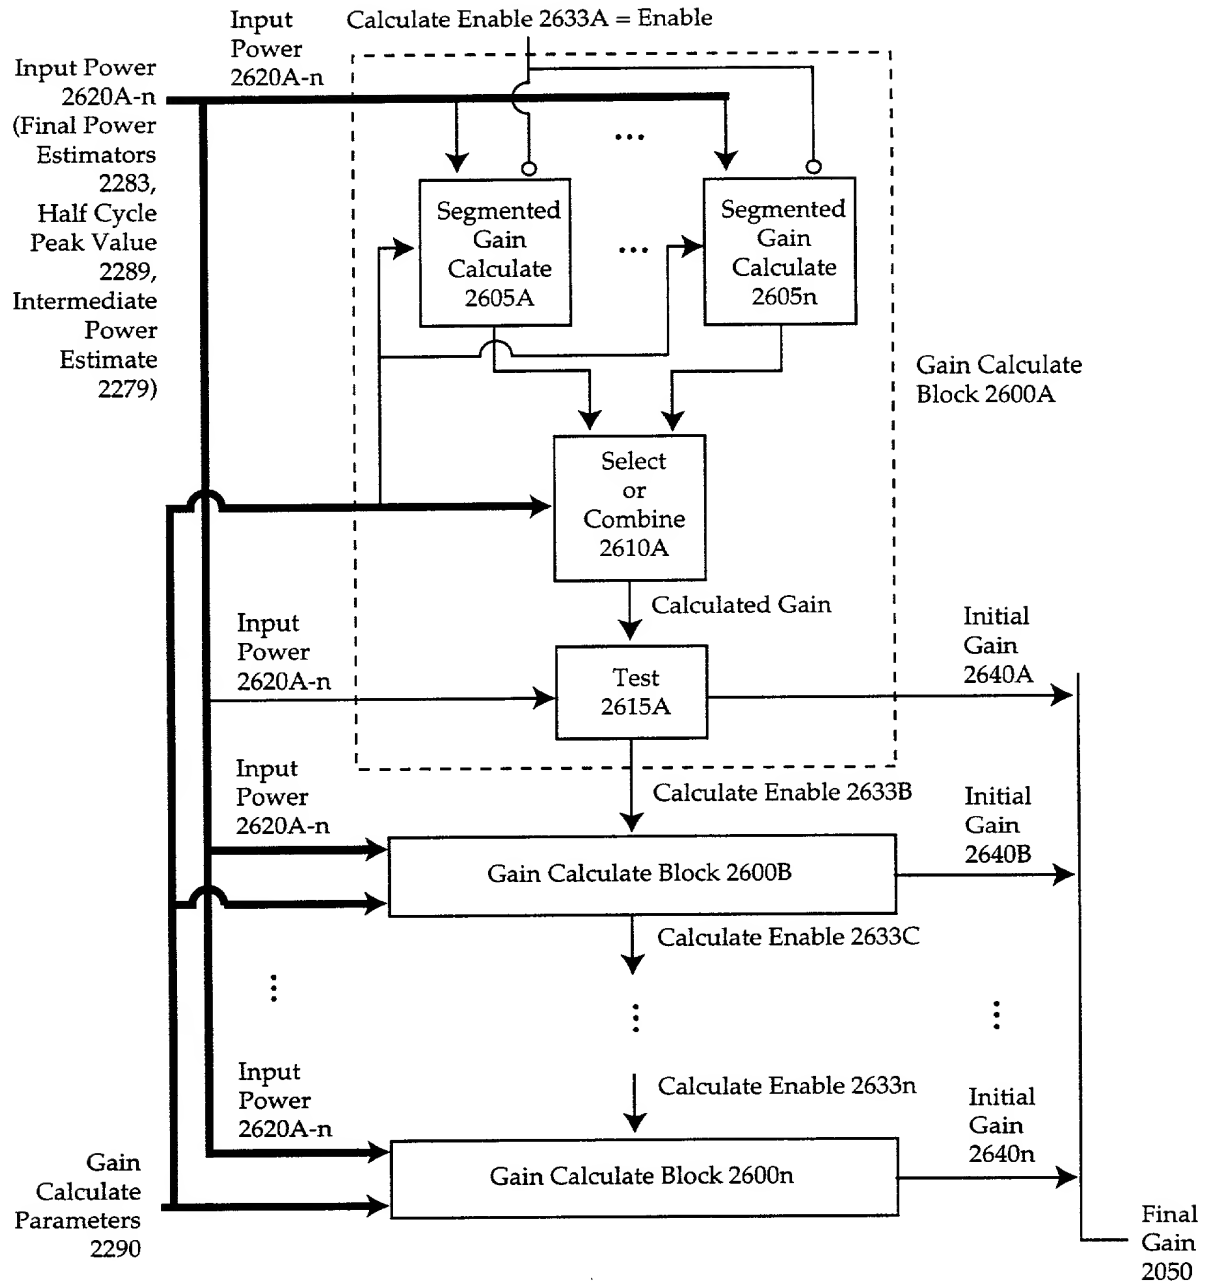 Input
Power
2620A-n
Calculate Enable 2633A = Enable
Input Power
2620A-n
(Final Power
Estimators
2283,
Half Cycle
Peak Value
2289,
Intermediate
Power
Estimate
2279)
...
Segmented
Gain
Calculate
2605A
...
Segmented
Gain
Calculate
2605n
Gain Calculate
Block 2600A
Select
or
Combine
2610A
Calculated Gain
Input
Power
2620A-n
Test
2615A
Initial
Gain
2640A
Input
Power
2620A-n
Calculate Enable 2633B
Initial
Gain
2640B
Gain Calculate Block 2600B
Calculate Enable 2633C
Input
Power
2620A-n
Calculate Enable 2633n
Initial
Gain
2640n
Gain Calculate Block 2600n
Gain
Calculate
Parameters
2290
Final
Gain
2050